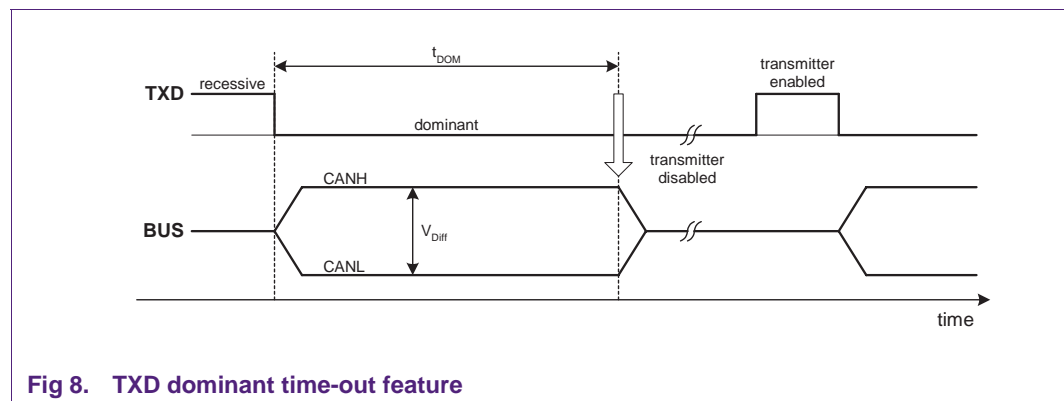 t_DOM
transmitter
enabled
TXD
recessive
dominant
transmitter
disabled
CANH
BUS
V_Diff
CANL
time
Fig 8. TXD dominant time-out feature